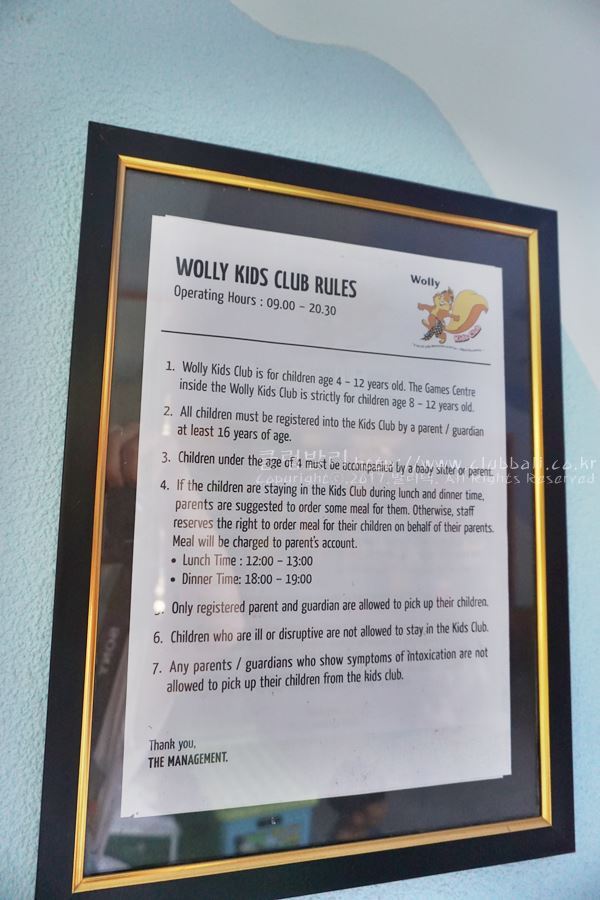 WOLLY KIDS CLUB RULES
Operating Hours : 09.00 - 20.30
Wolly
Kids Club
1. Wolly Kids Club is for children age 4 - 12 years old. The Games Centre
inside the Wolly Kids Club is strictly for children age 8 - 12 years old.
2. All children must be registered into the Kids Club by a parent / guardian
at least 16 years of age.
3. Children under the age of 4 must be accompanied by a baby sitter or parent.
클럽발리 http://www.clubbali.co.kr
Copyright © 2017. All Rights Reserved
4. If the children are staying in the Kids Club during lunch and dinner time,
parents are suggested to order some meal for them. Otherwise, staff
reserves the right to order meal for their children on behalf of their parents.
Meal will be charged to parent's account.
• Lunch Time : 12:00 - 13:00
• Dinner Time: 18:00 - 19:00
5. Only registered parent and guardian are allowed to pick up their children.
6. Children who are ill or disruptive are not allowed to stay in the Kids Club.
7. Any parents / guardians who show symptoms of intoxication are not
allowed to pick up their children from the kids club.
Thank you,
THE MANAGEMENT.